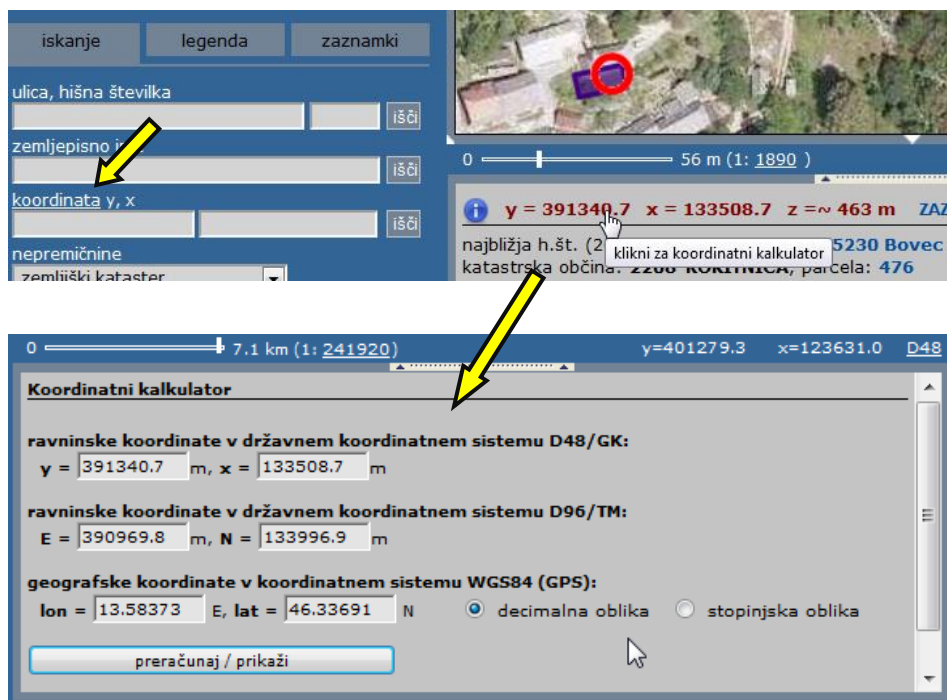 iskanje legenda zaznamki
ulica, hišna številka
išči
zemljepisno
išči
koordinata y, x
išči
nepremičnine
zemljiški kataster
0 56 m (1: 1890 )
y = 391340.7 x = 133508.7 z =~ 463 m ZAZ
najbližja h.št. (2 5230 Bovec
klikni za koordinatni kalkulator
katastrska občina: 2206 KORITNICA, parcela: 476
0 7.1 km (1: 241920) y=401279.3 x=123631.0 D48
Koordinatni kalkulator
ravninske koordinate v državnem koordinatnem sistemu D48/GK:
y = 391340.7 m, x = 133508.7 m
ravninske koordinate v državnem koordinatnem sistemu D96/TM:
E = 390969.8 m, N = 133996.9 m
geografske koordinate v koordinatnem sistemu WGS84 (GPS):
lon = 13.58373 E, lat = 46.33691 N decimalna oblika stopinjska oblika
preračunaj / prikaži